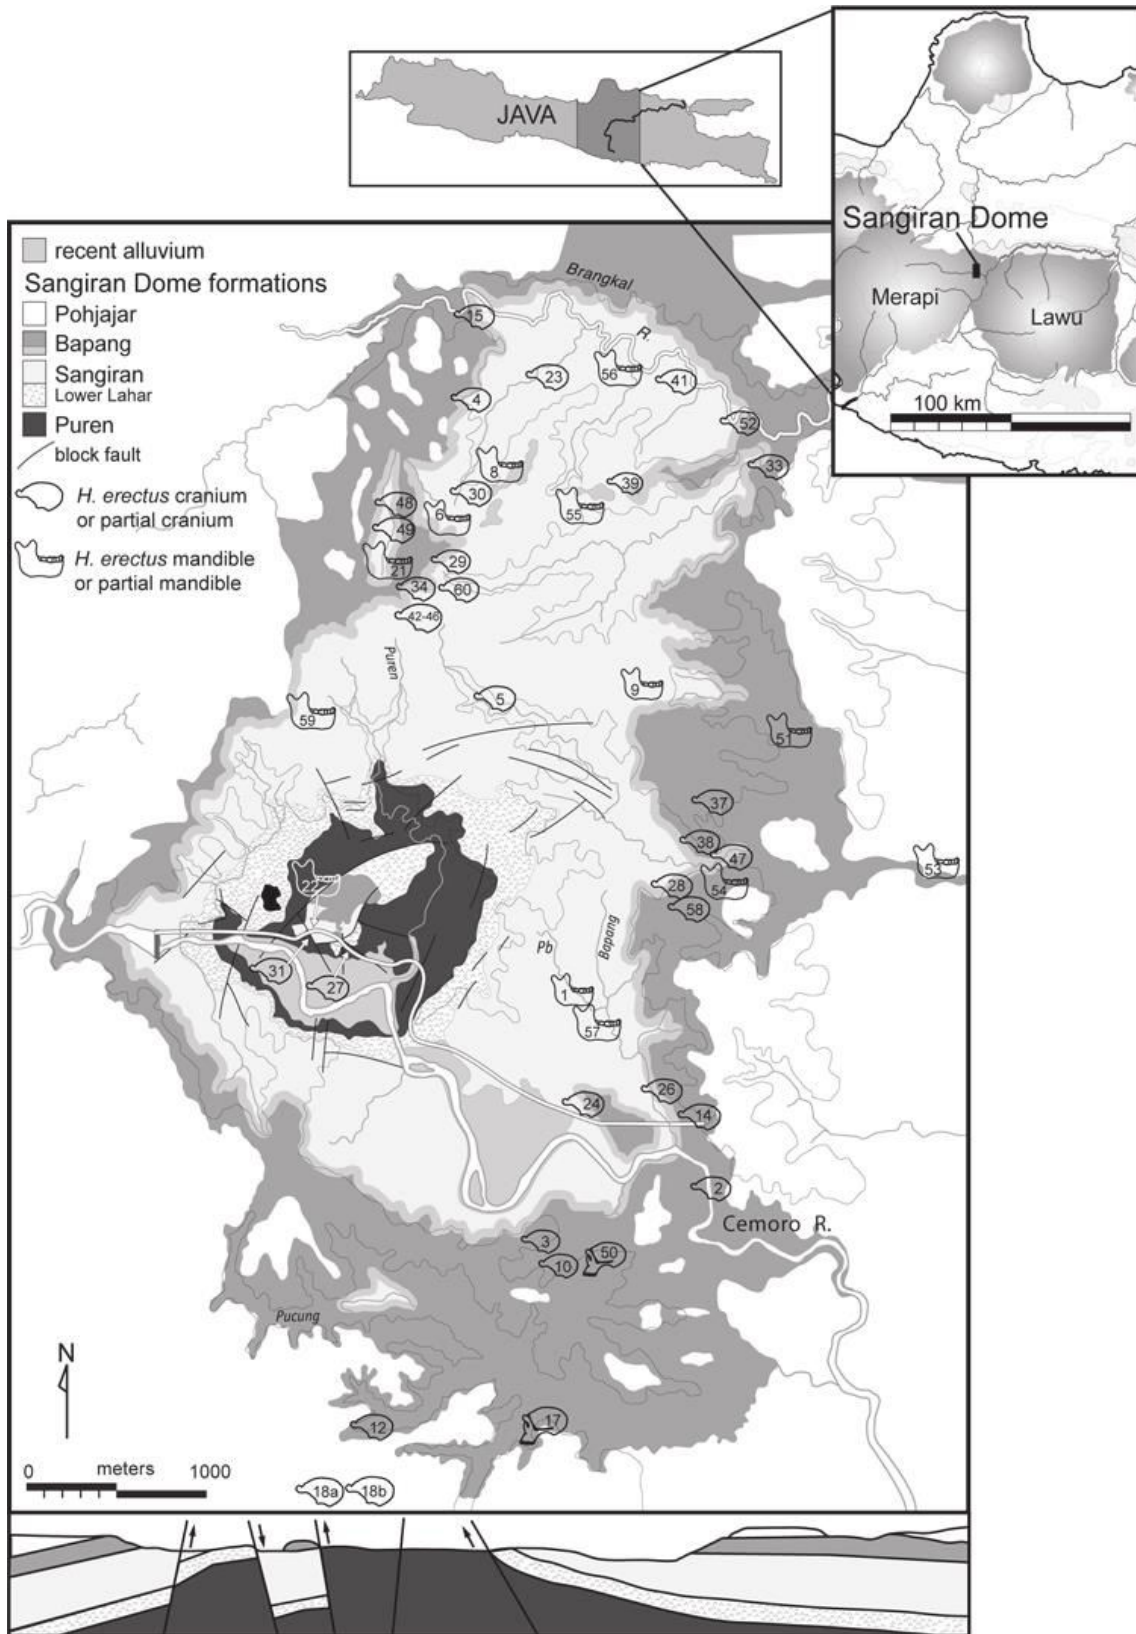 JAVA
Sangiran Dome
Merapi
Lawu
100 km
recent alluvium
Sangiran Dome formations
Pohjajar
Bapang
Sangiran
Lower Lahar
Puren
block fault
H. erectus cranium
or partial cranium
H. erectus mandible
or partial mandible
Brangkal
R.
15
23
56
41
4
52
8
33
30
39
48
6
55
49
21
29
34
60
42-46
Puren
9
5
59
51
37
38
47
53
22
28
54
58
Pb
Bapang
31
27
1
57
26
24
14
2
Cemoro R.
3
50
10
Pucung
N
12
17
0 meters 1000
18a
18b